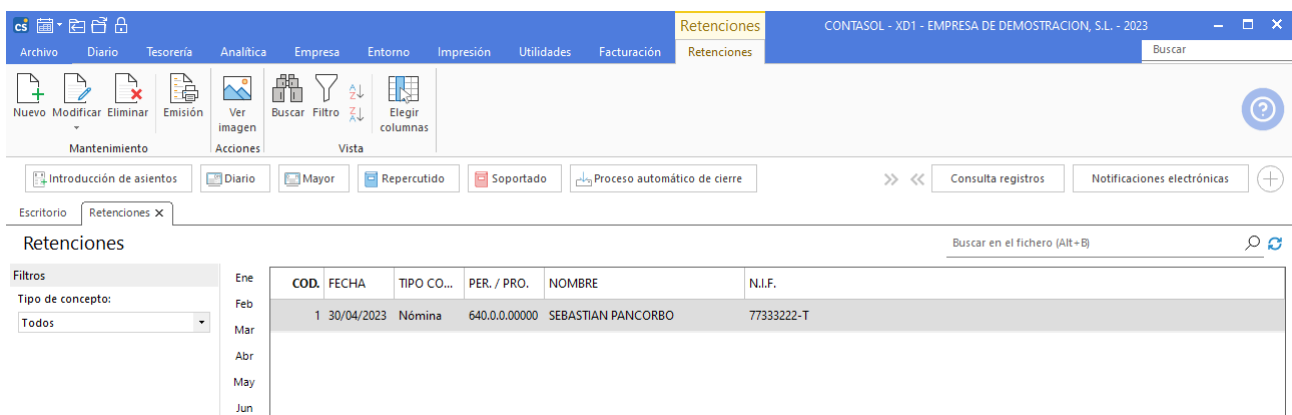 cs
Retenciones
CONTASOL - XD1 - EMPRESA DE DEMOSTRACION, S.L. - 2023
Archivo Diario Tesorería Analítica Empresa Entorno Impresión Utilidades Facturación Retenciones Buscar
Nuevo Modificar Eliminar Emisión Ver imagen Buscar Filtro Elegir columnas
Mantenimiento Acciones Vista
Introducción de asientos Diario Mayor Repercutido Soportado Proceso automático de cierre Consulta registros Notificaciones electrónicas
Escritorio Retenciones
Retenciones Buscar en el fichero (Alt+B)
Filtros
Tipo de concepto:
Todos
Ene
Feb
Mar
Abr
May
Jun
COD. FECHA TIPO CO... PER. / PRO. NOMBRE N.I.F.
1 30/04/2023 Nómina 640.0.0.00000 SEBASTIAN PANCORBO 77333222-T